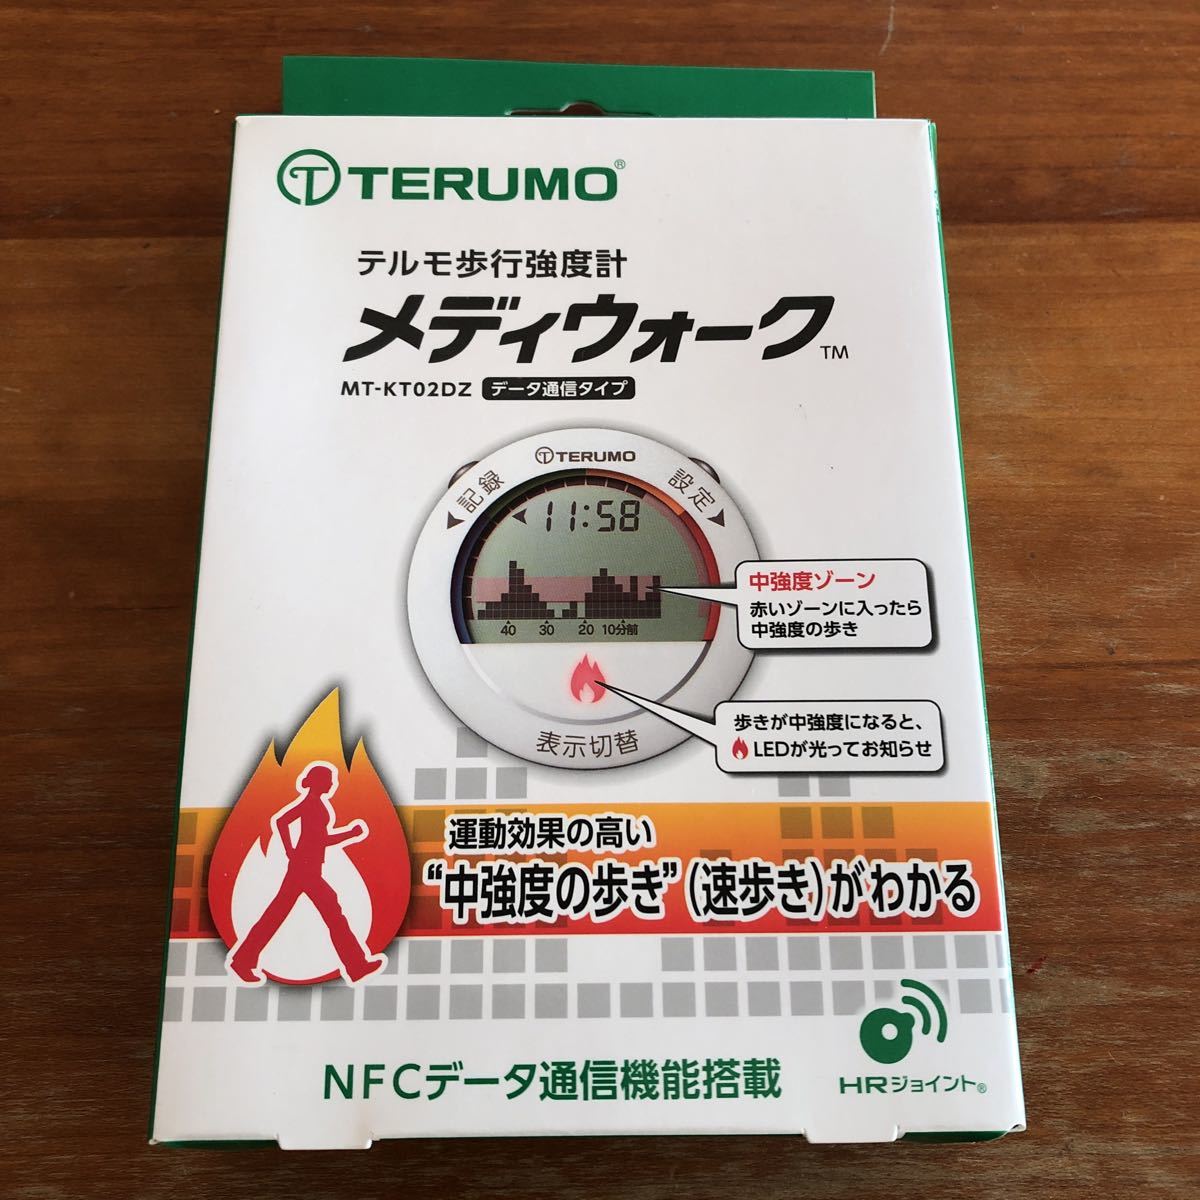 TERUMO®
テルモ歩行強度計
メディウォーク™
MT-KT02DZ データ通信タイプ
TERUMO
記録
設定
11:58
40 30 20 10分前
中強度ゾーン
赤いゾーンに入ったら
中強度の歩き
歩きが中強度になると、
LEDが光ってお知らせ
表示切替
運動効果の高い
“中強度の歩き”(速歩き)がわかる
NFCデータ通信機能搭載
HRジョイント®